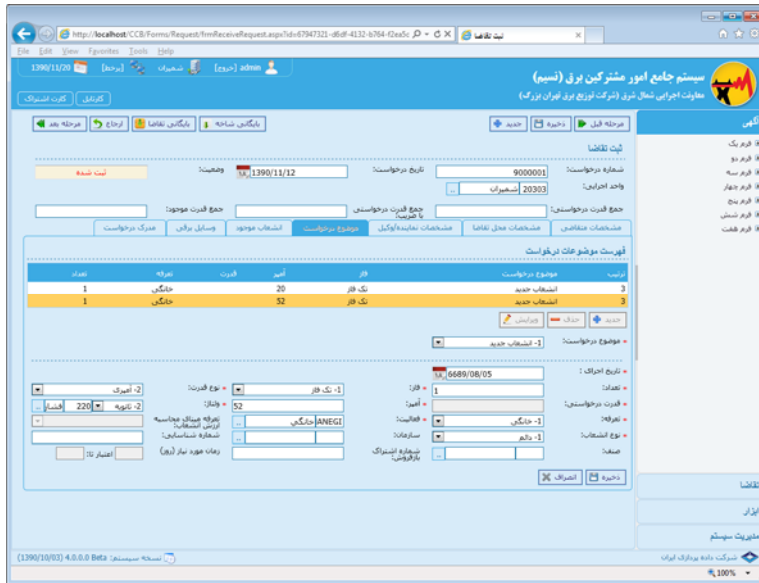 http://localhost/CCB/Forms/Request/frmReceiveRequest.aspx?id=67947321-d6df-4132-b764-f2ea5c
ثبت تقاضا
File Edit View Favorites Tools Help
سیستم جامع امور مشترکین برق (نسیم)
معاونت اجرایی شمال شرق (شرکت توزیع برق تهران بزرگ)
admin [خروج] شمیران [پرخط] 1390/11/20
کارتابل کارت اشتراک
آگهی
فرم یک
فرم دو
فرم سه
فرم چهار
فرم پنج
فرم شش
فرم هفت
مرحله قبل ذخیره جدید بایگانی شاخه بایگانی تقاضا ارجاع مرحله بعد
ثبت تقاضا
شماره درخواست: 9000001 تاریخ درخواست: 1390/11/12 وضعیت: ثبت شده
واحد اجرایی: 20303 شمیران
جمع قدرت درخواستی: جمع قدرت درخواستی با ضریب: جمع قدرت موجود:
مشخصات متقاضی مشخصات محل تقاضا مشخصات نماینده/وکیل موضوع درخواست انشعاب موجود وسایل برقی مدرک درخواست
فهرست موضوعات درخواست
ترتیب موضوع درخواست فاز آمپر قدرت تعرفه تعداد
3 انشعاب جدید تک فاز 20 خانگی 1
3 انشعاب جدید تک فاز 52 خانگی 1
جدید حذف ویرایش
* موضوع درخواست: 1- انشعاب جدید
* تاریخ اجرای : 6689/08/05
* تعداد: 1 * فاز: 1- تک فاز * نوع قدرت: 2- آمپری
* قدرت درخواستی: * آمپر: 52 * ولتاژ: 2- ثانویه 220 فشار
* تعرفه: 1- خانگی * فعالیت: ANEGI خانگی تعرفه مبنای محاسبه ارزش انشعاب:
* نوع انشعاب: 1- دائم سازمان: شماره شناسایی:
صنف: شماره اشتراک بازفروش: زمان مورد نیاز (روز) اعتبار تا:
ذخیره انصراف
تقاضا
ابزار
مدیریت سیستم
شرکت داده پردازی ایران
نسخه سیستم: 4.0.0.0 Beta (1390/10/03)
100%